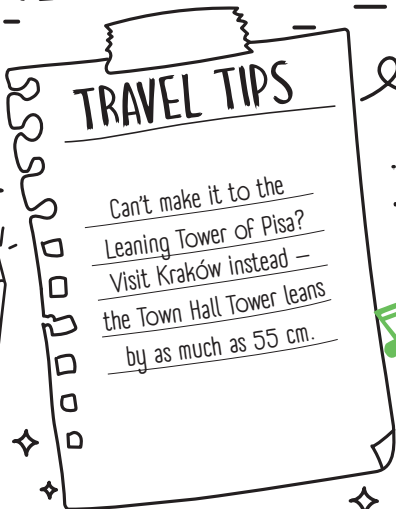 TRAVEL TIPS
Can't make it to the
Leaning Tower of Pisa?
Visit Kraków instead –
the Town Hall Tower leans
by as much as 55 cm.